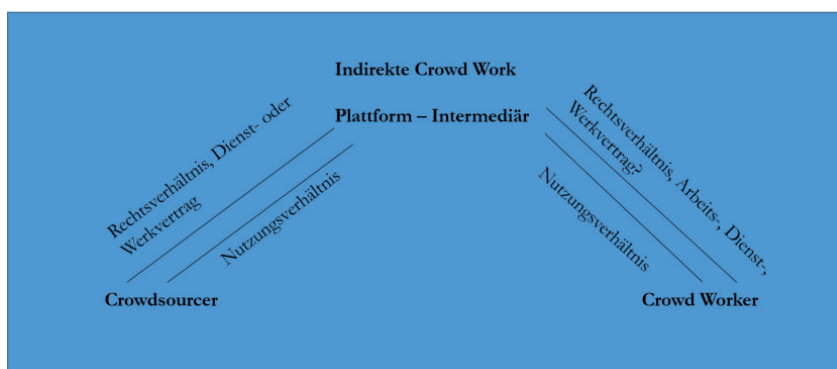 Indirekte Crowd Work
Plattform – Intermediär
Rechtsverhältnis, Dienst- oder
Werkvertrag
Nutzungsverhältnis
Rechtsverhältnis, Arbeits-, Dienst-,
Werkvertrag?
Nutzungsverhältnis
Crowdsourcer
Crowd Worker